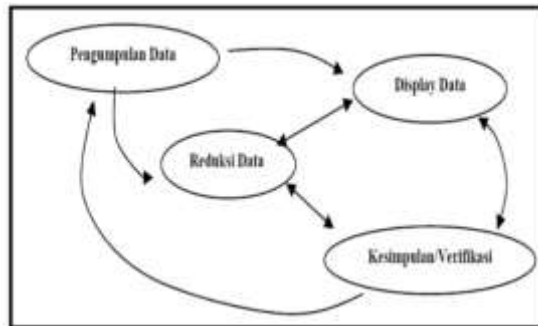 Pengumpulan Data
Display Data
Reduksi Data
Kesimpulan/Verifikasi